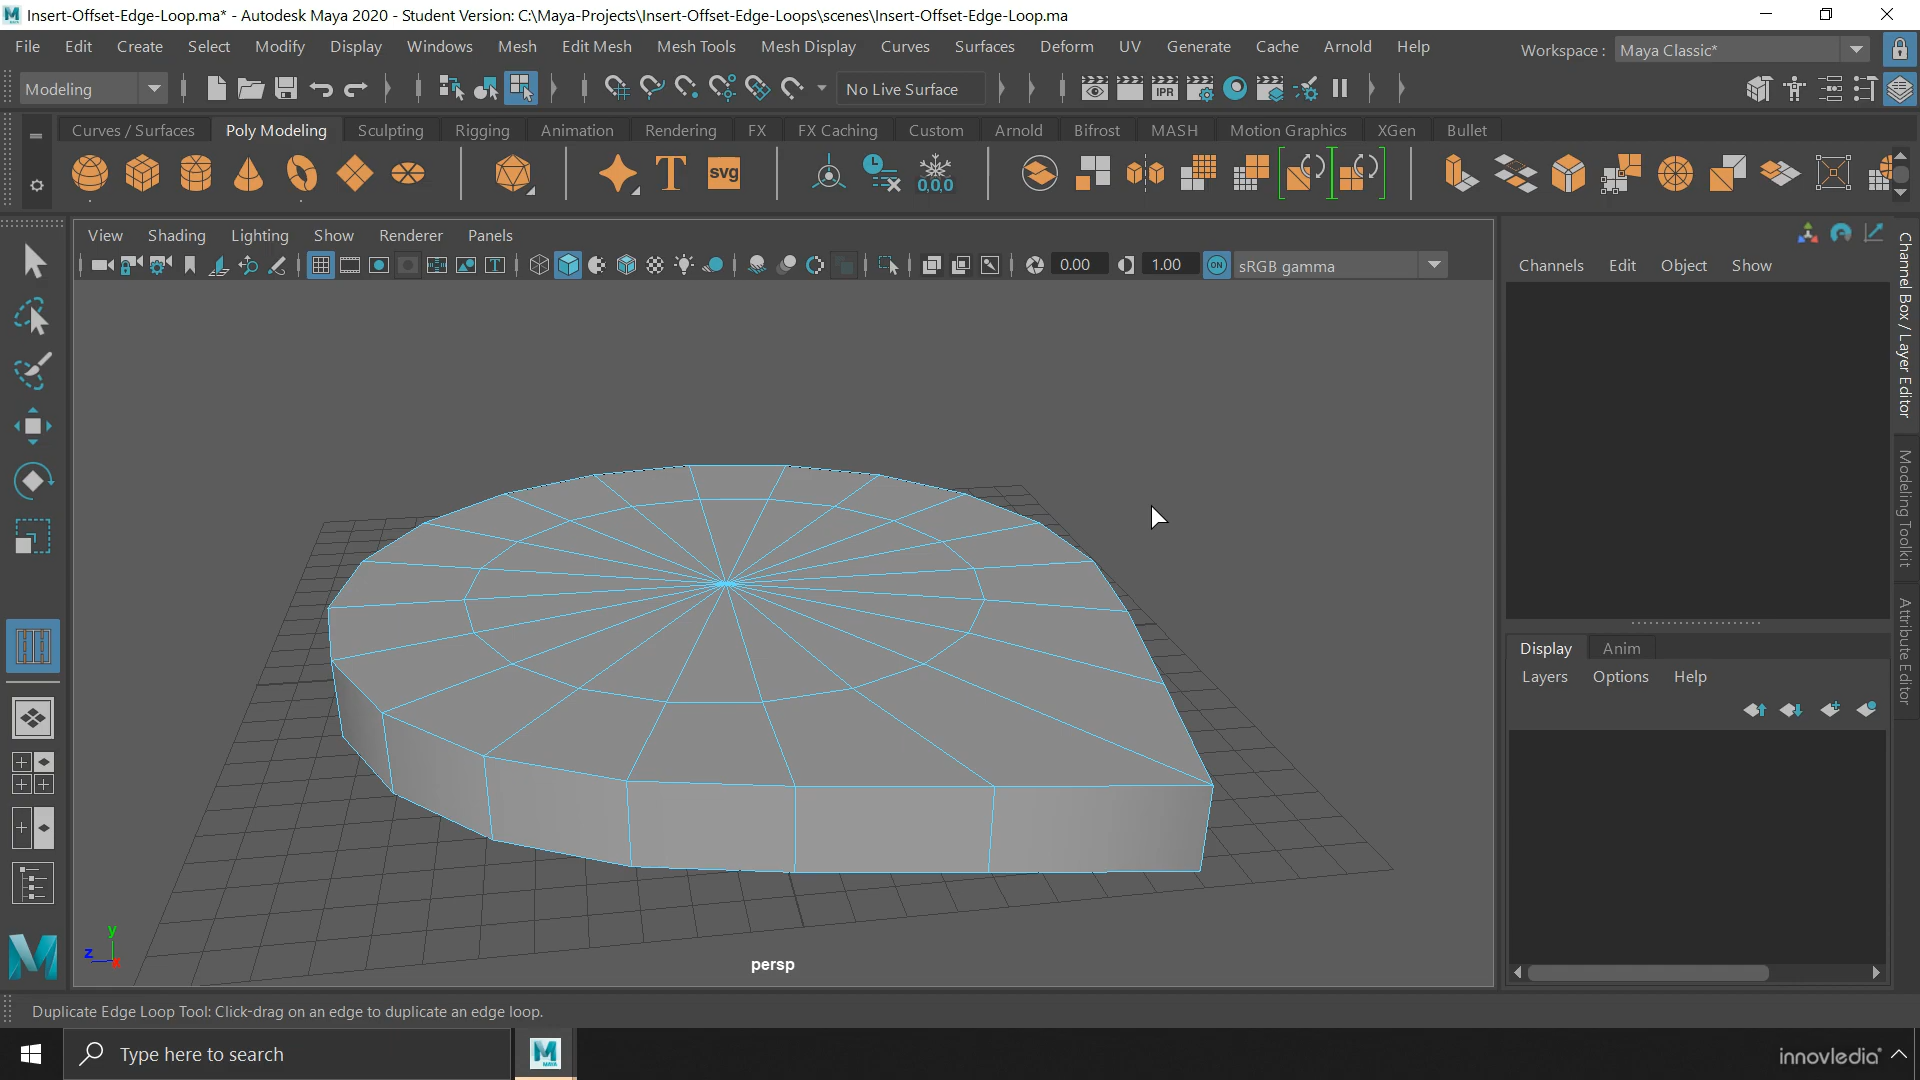 Insert-Offset-Edge-Loop.ma* - Autodesk Maya 2020 - Student Version: C:\Maya-Projects\Insert-Offset-Edge-Loops\scenes\Insert-Offset-Edge-Loop.ma
File Edit Create Select Modify Display Windows Mesh Edit Mesh Mesh Tools Mesh Display Curves Surfaces Deform UV Generate Cache Arnold Help Workspace : Maya Classic*
Modeling No Live Surface IPR
Curves / Surfaces Poly Modeling Sculpting Rigging Animation Rendering FX FX Caching Custom Arnold Bifrost MASH Motion Graphics XGen Bullet
T svg 0,0,0
View Shading Lighting Show Renderer Panels
0.00 1.00 ON sRGB gamma
Channels Edit Object Show
Channel Box / Layer Editor
Modeling Toolkit
Attribute Editor
Display Anim
Layers Options Help
y
z
x
persp
Duplicate Edge Loop Tool: Click-drag on an edge to duplicate an edge loop.
Type here to search
MAYA
innovledia